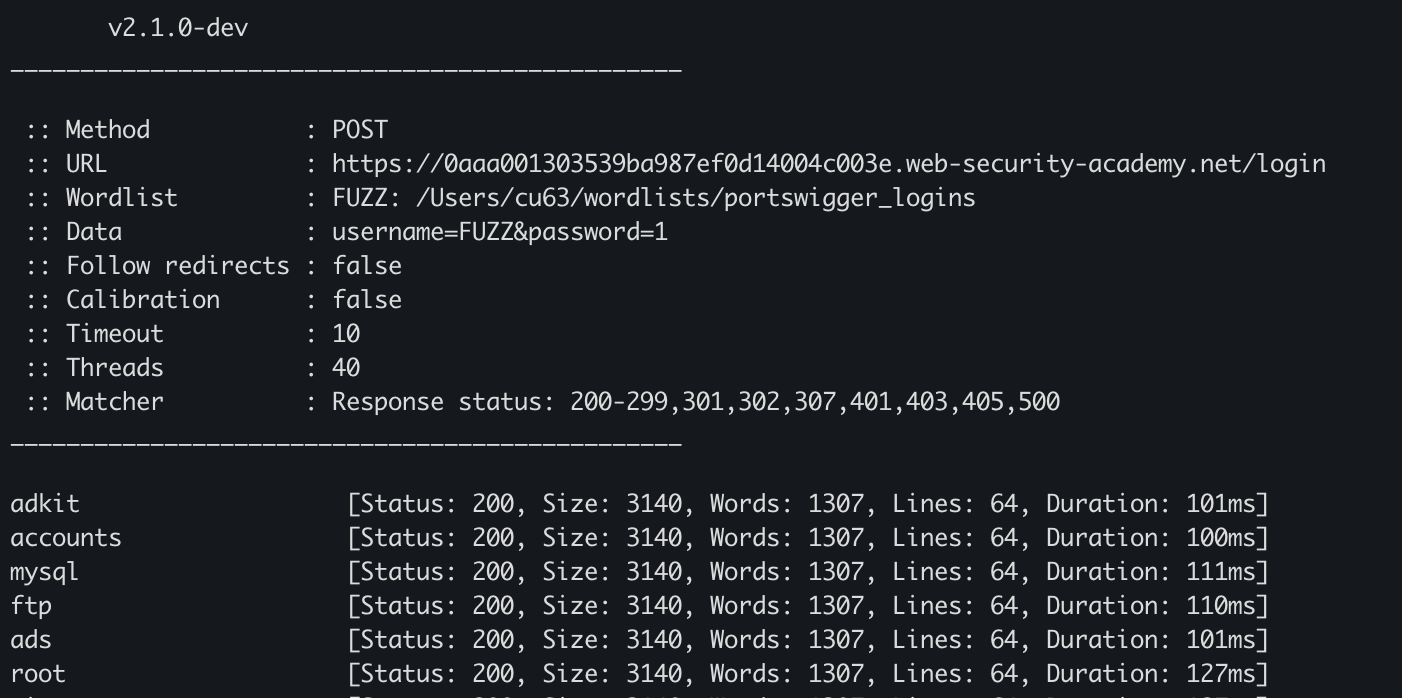 v2.1.0-dev
________________________________________________
:: Method : POST
:: URL : https://0aaa001303539ba987ef0d14004c003e.web-security-academy.net/login
:: Wordlist : FUZZ: /Users/cu63/wordlists/portswigger_logins
:: Data : username=FUZZ&password=1
:: Follow redirects : false
:: Calibration : false
:: Timeout : 10
:: Threads : 40
:: Matcher : Response status: 200-299,301,302,307,401,403,405,500
________________________________________________
adkit [Status: 200, Size: 3140, Words: 1307, Lines: 64, Duration: 101ms]
accounts [Status: 200, Size: 3140, Words: 1307, Lines: 64, Duration: 100ms]
mysql [Status: 200, Size: 3140, Words: 1307, Lines: 64, Duration: 111ms]
ftp [Status: 200, Size: 3140, Words: 1307, Lines: 64, Duration: 110ms]
ads [Status: 200, Size: 3140, Words: 1307, Lines: 64, Duration: 101ms]
root [Status: 200, Size: 3140, Words: 1307, Lines: 64, Duration: 127ms]